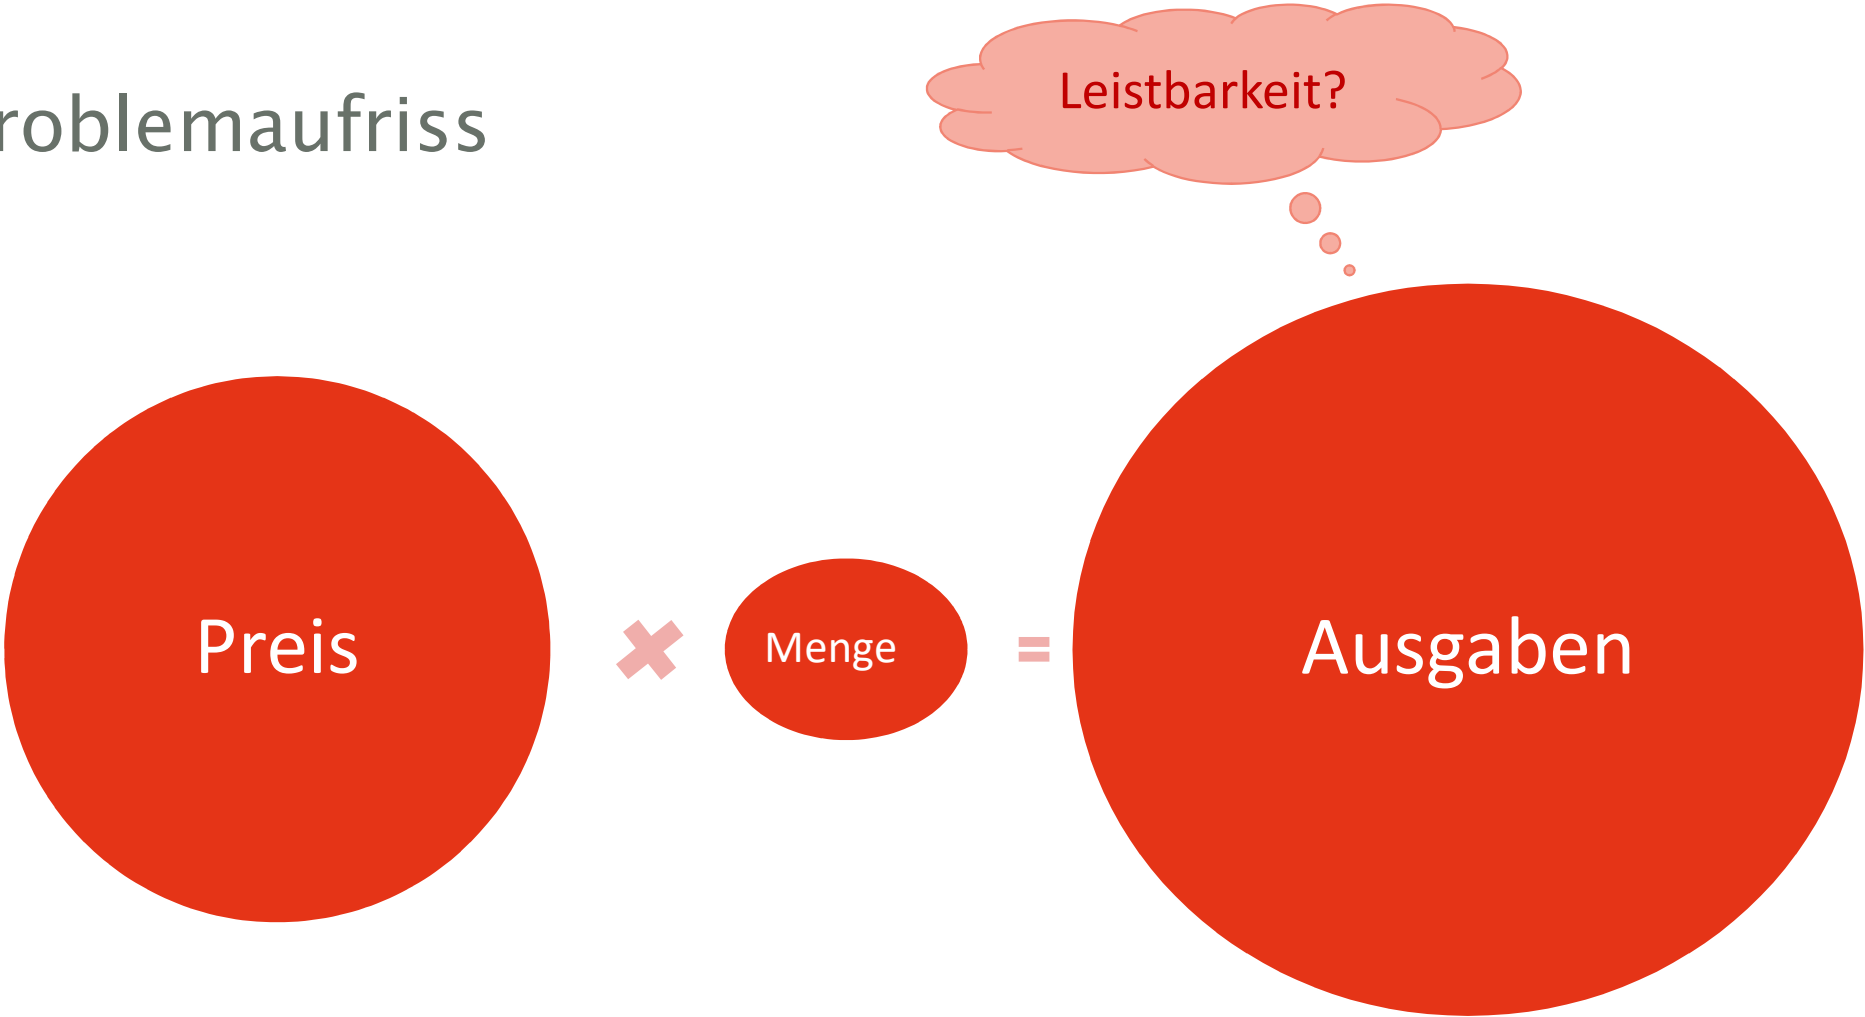 roblemaufriss
Leistbarkeit?
Preis
Menge
=
Ausgaben